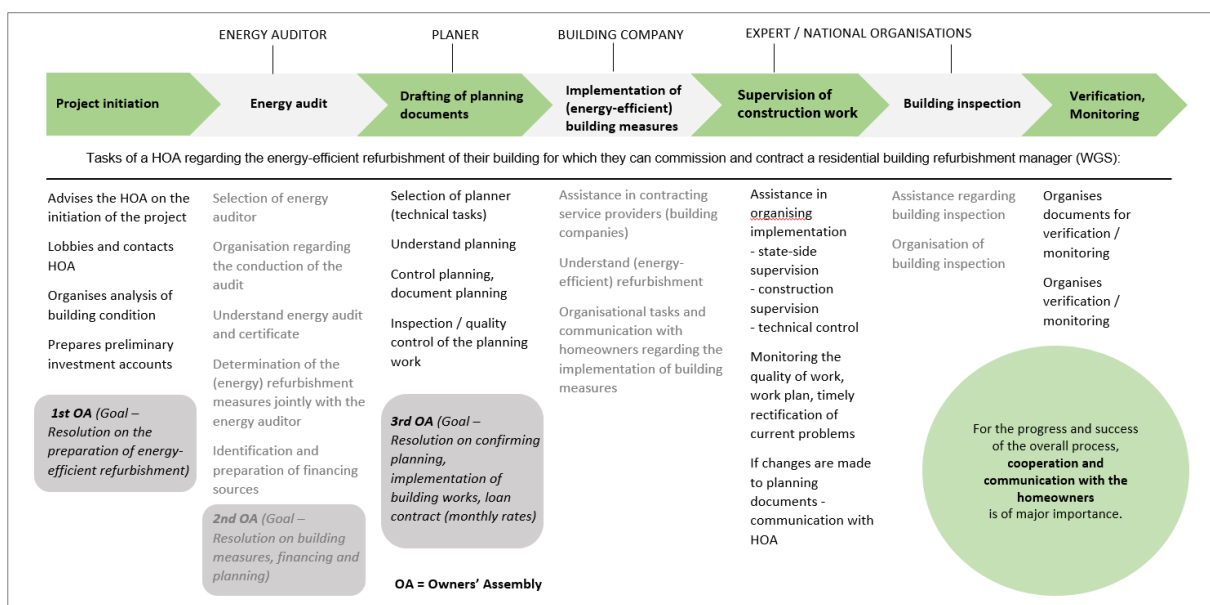 ENERGY AUDITOR
PLANER
BUILDING COMPANY
EXPERT / NATIONAL ORGANISATIONS
Project initiation
Energy audit
Drafting of planning
documents
Implementation of
(energy-efficient)
building measures
Supervision of
construction work
Building inspection
Verification,
Monitoring
Tasks of a HOA regarding the energy-efficient refurbishment of their building for which they can commission and contract a residential building refurbishment manager (WGS):
Advises the HOA on the
initiation of the project
Lobbies and contacts
HOA
Organises analysis of
building condition
Prepares preliminary
investment accounts
1st OA (Goal –
Resolution on the
preparation of energy-
efficient refurbishment)
Selection of energy
auditor
Organisation regarding
the conduction of the
audit
Understand energy audit
and certificate
Determination of the
(energy) refurbishment
measures jointly with the
energy auditor
Identification and
preparation of financing
sources
2nd OA (Goal –
Resolution on building
measures, financing and
planning)
Selection of planner
(technical tasks)
Understand planning
Control planning,
document planning
Inspection / quality
control of the planning
work
3rd OA (Goal –
Resolution on confirming
planning,
implementation of
building works, loan
contract (monthly rates)
OA = Owners' Assembly
Assistance in contracting
service providers (building
companies)
Understand (energy-
efficient) refurbishment
Organisational tasks and
communication with
homeowners regarding the
implementation of building
measures
Assistance in
organising
implementation
- state-side
supervision
- construction
supervision
- technical control
Monitoring the
quality of work,
work plan, timely
rectification of
current problems
If changes are made
to planning
documents -
communication with
HOA
Assistance regarding
building inspection
Organisation of
building inspection
Organises
documents for
verification /
monitoring
Organises
verification /
monitoring
For the progress and success
of the overall process,
cooperation and
communication with the
homeowners
is of major importance.